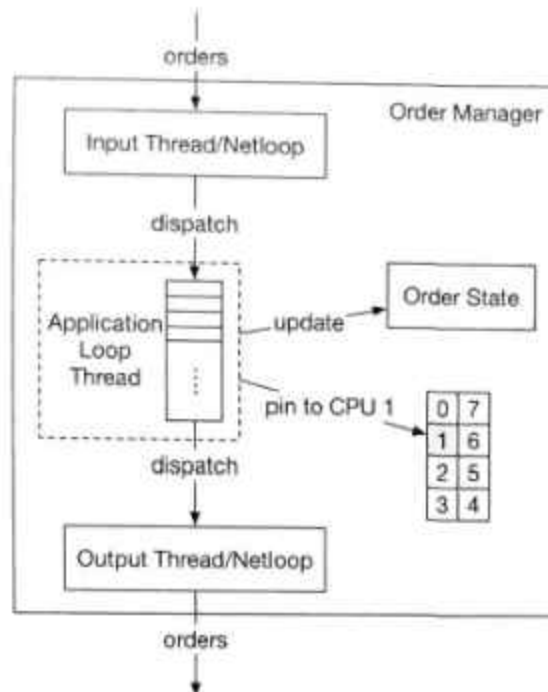 orders
Order Manager
Input Thread/Netloop
dispatch
Application
Loop
Thread
update
Order State
pin to CPU 1
0 7
1 6
2 5
3 4
dispatch
Output Thread/Netloop
orders